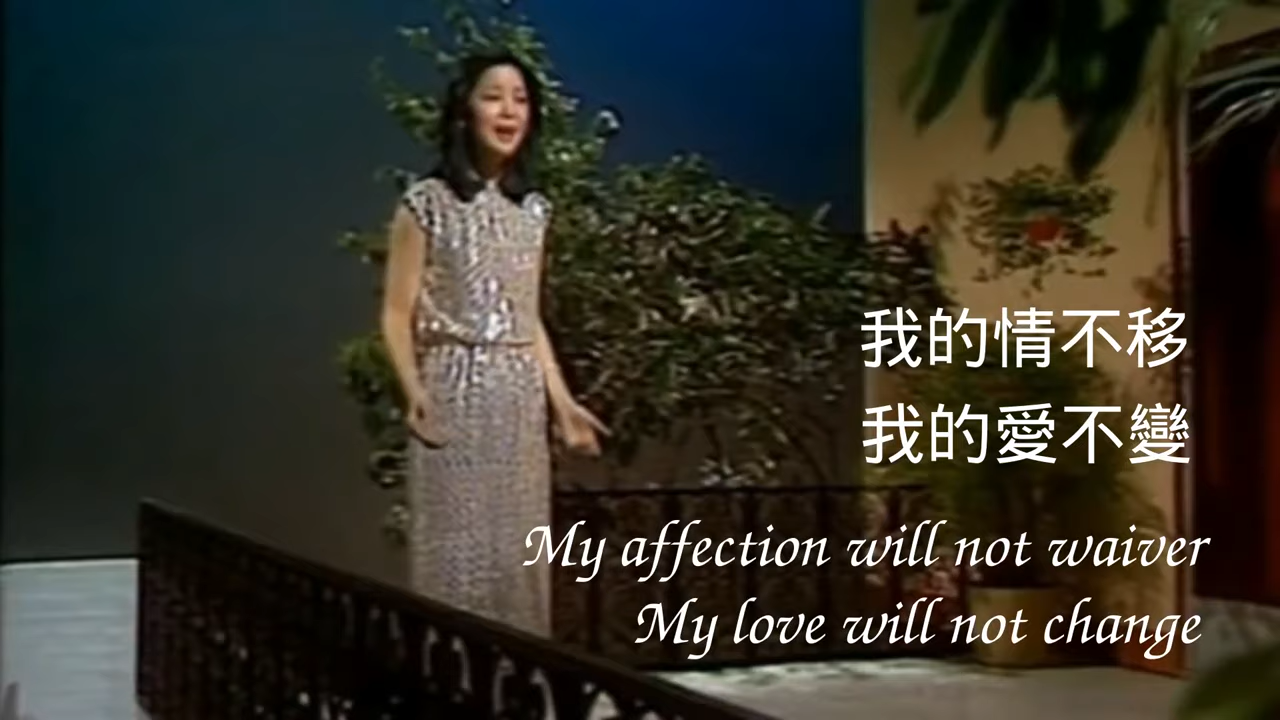 我的情不移
我的愛不變
My affection will not waiver
My love will not change